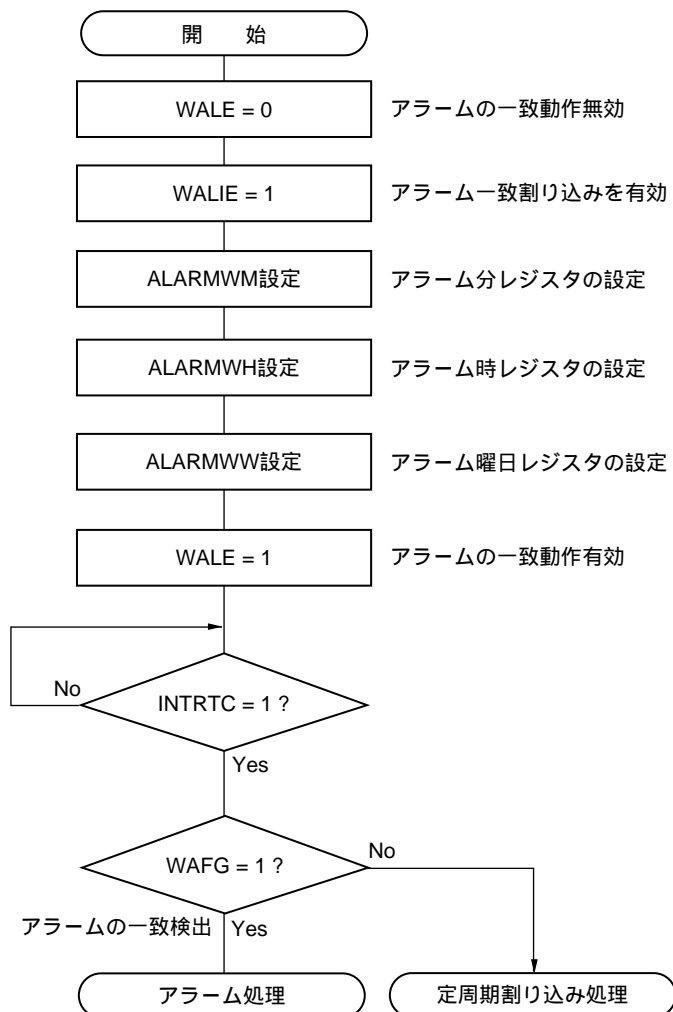 開 始
WALE = 0 アラームの一致動作無効
WALIE = 1 アラーム一致割り込みを有効
ALARMWM設定 アラーム分レジスタの設定
ALARMWH設定 アラーム時レジスタの設定
ALARMWW設定 アラーム曜日レジスタの設定
WALE = 1 アラームの一致動作有効
No
INTRTC = 1 ?
Yes
WAFG = 1 ?
No
アラームの一致検出 Yes
アラーム処理 定周期割り込み処理